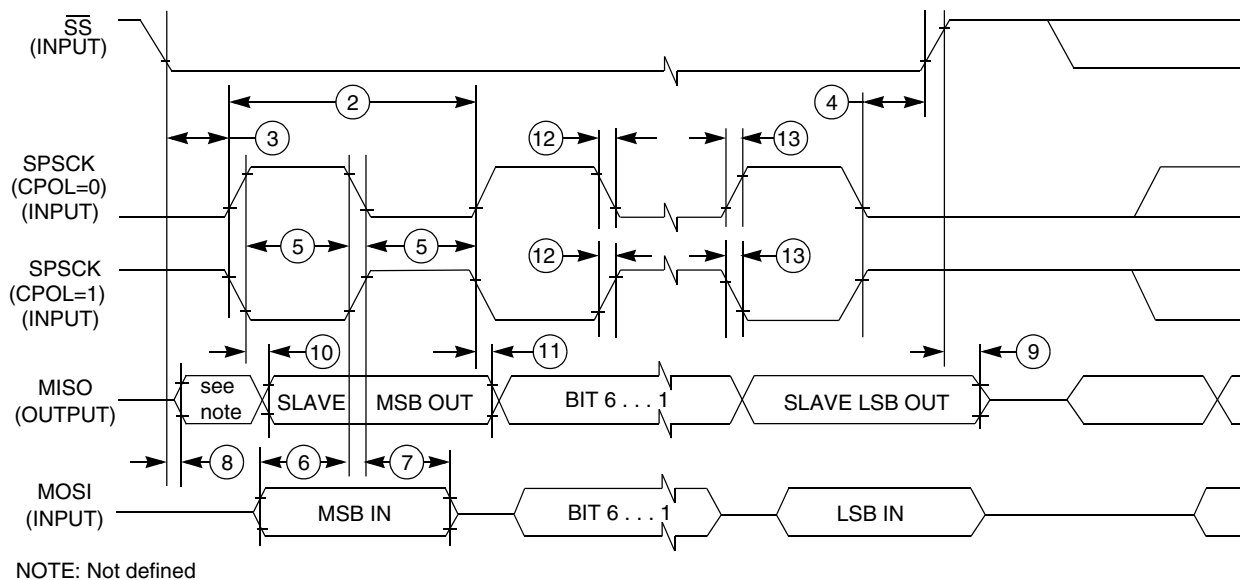 SS
(INPUT)
2
4
3
12
13
SPSCK
(CPOL=0)
(INPUT)
5
5
SPSCK
(CPOL=1)
(INPUT)
12
13
10
11
9
MISO
(OUTPUT)
see
note
SLAVE
MSB OUT
BIT 6 . . . 1
SLAVE LSB OUT
8
6
7
MOSI
(INPUT)
MSB IN
BIT 6 . . . 1
LSB IN
NOTE: Not defined